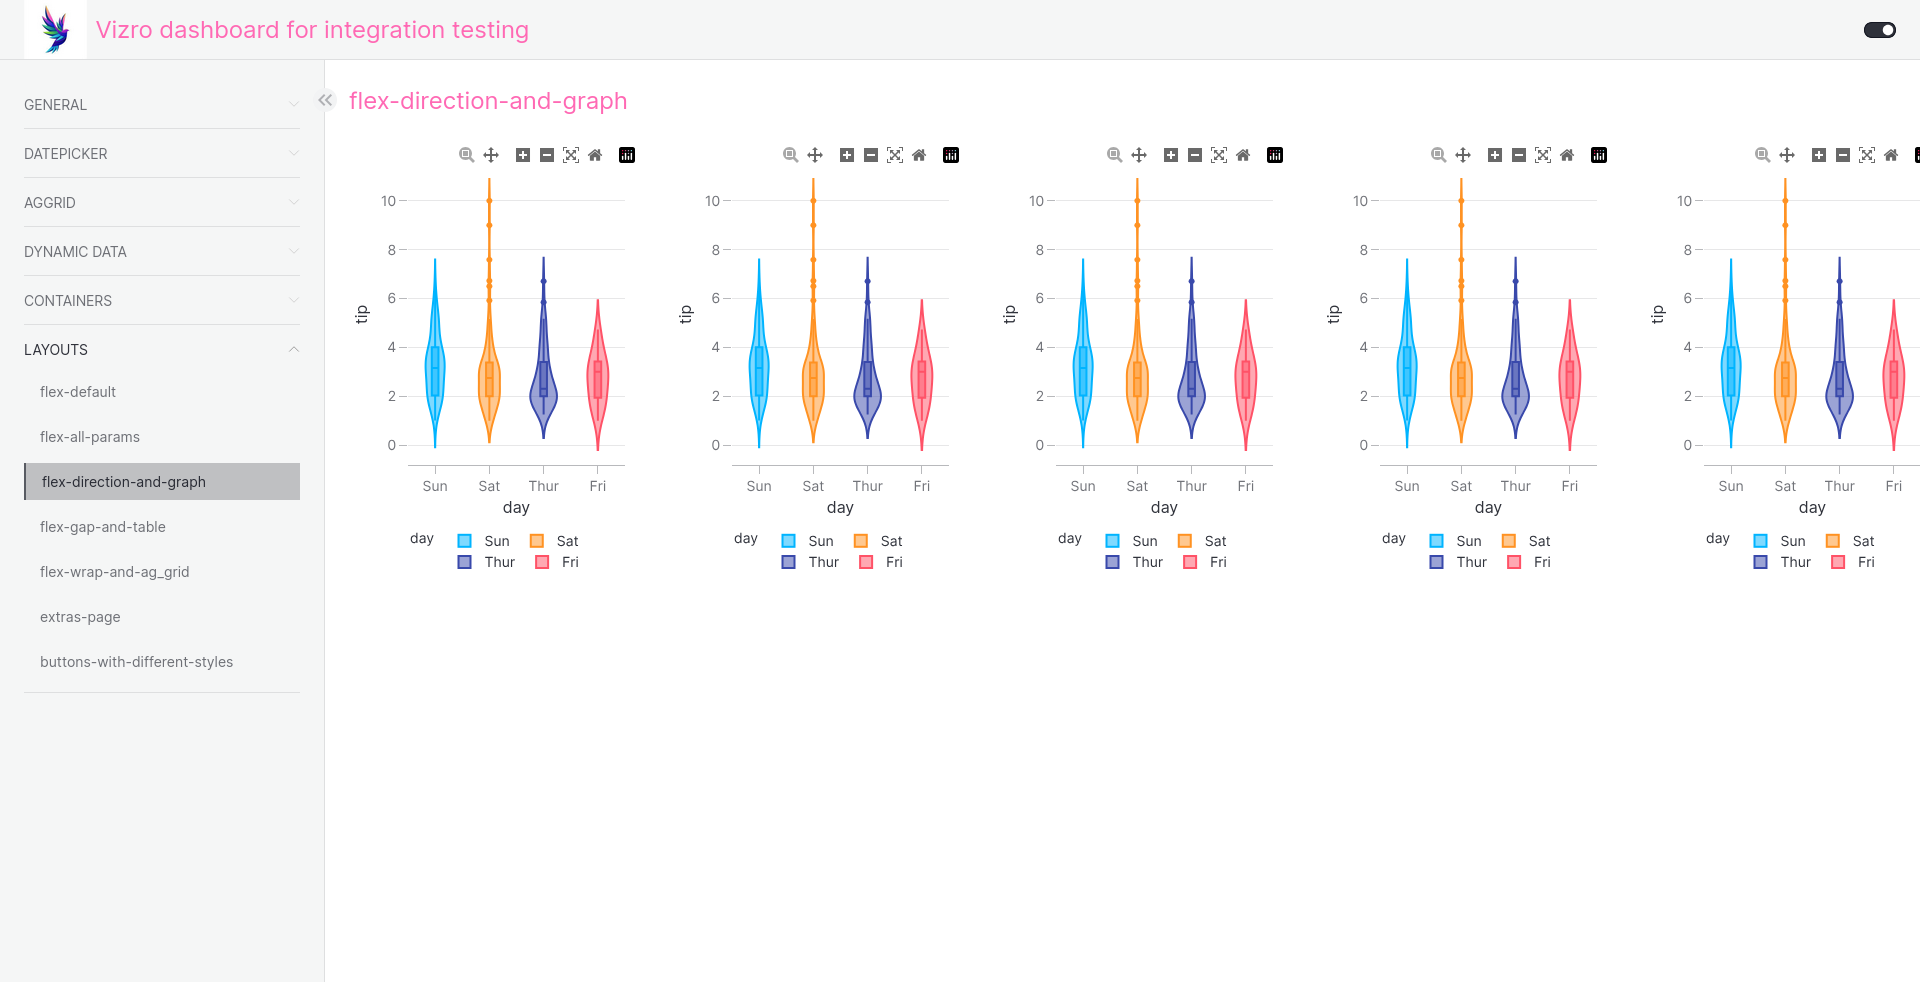 Vizro dashboard for integration testing
GENERAL
DATEPICKER
AGGRID
DYNAMIC DATA
CONTAINERS
LAYOUTS
flex-default
flex-all-params
flex-direction-and-graph
flex-gap-and-table
flex-wrap-and-ag_grid
extras-page
buttons-with-different-styles
flex-direction-and-graph
10
8
6
4
2
0
tip
Sun Sat Thur Fri
day
day Sun Sat
Thur Fri
10
8
6
4
2
0
tip
Sun Sat Thur Fri
day
day Sun Sat
Thur Fri
10
8
6
4
2
0
tip
Sun Sat Thur Fri
day
day Sun Sat
Thur Fri
10
8
6
4
2
0
tip
Sun Sat Thur Fri
day
day Sun Sat
Thur Fri
10
8
6
4
2
0
tip
Sun Sat Thur Fri
day
day Sun Sat
Thur Fri